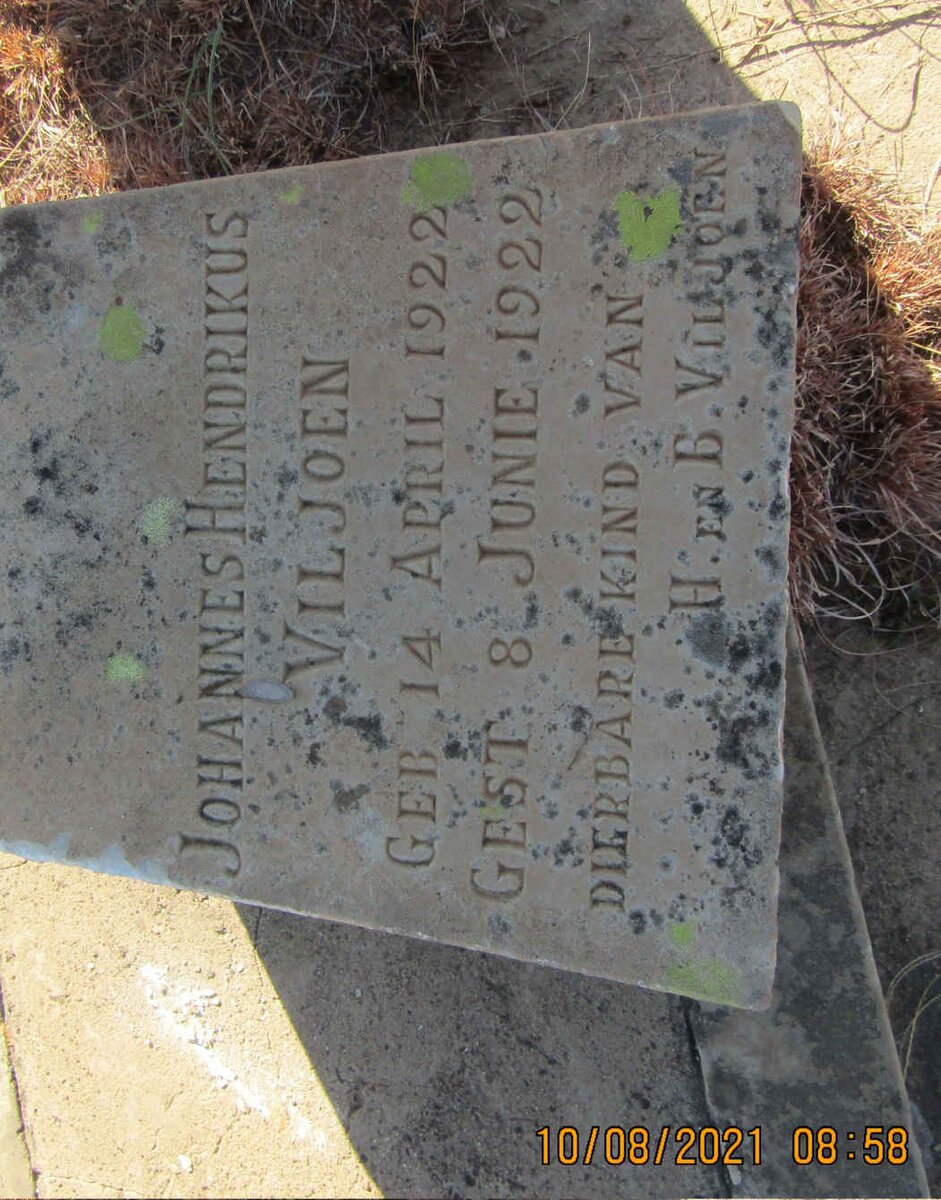 JOHANNES HENDRIKUS
VILJOEN
GEB 14 APRIL 1922
GEST 8 JUNIE 1922
DIERBARE KIND VAN
H. EN B VILJOEN
10/08/2021 08:58